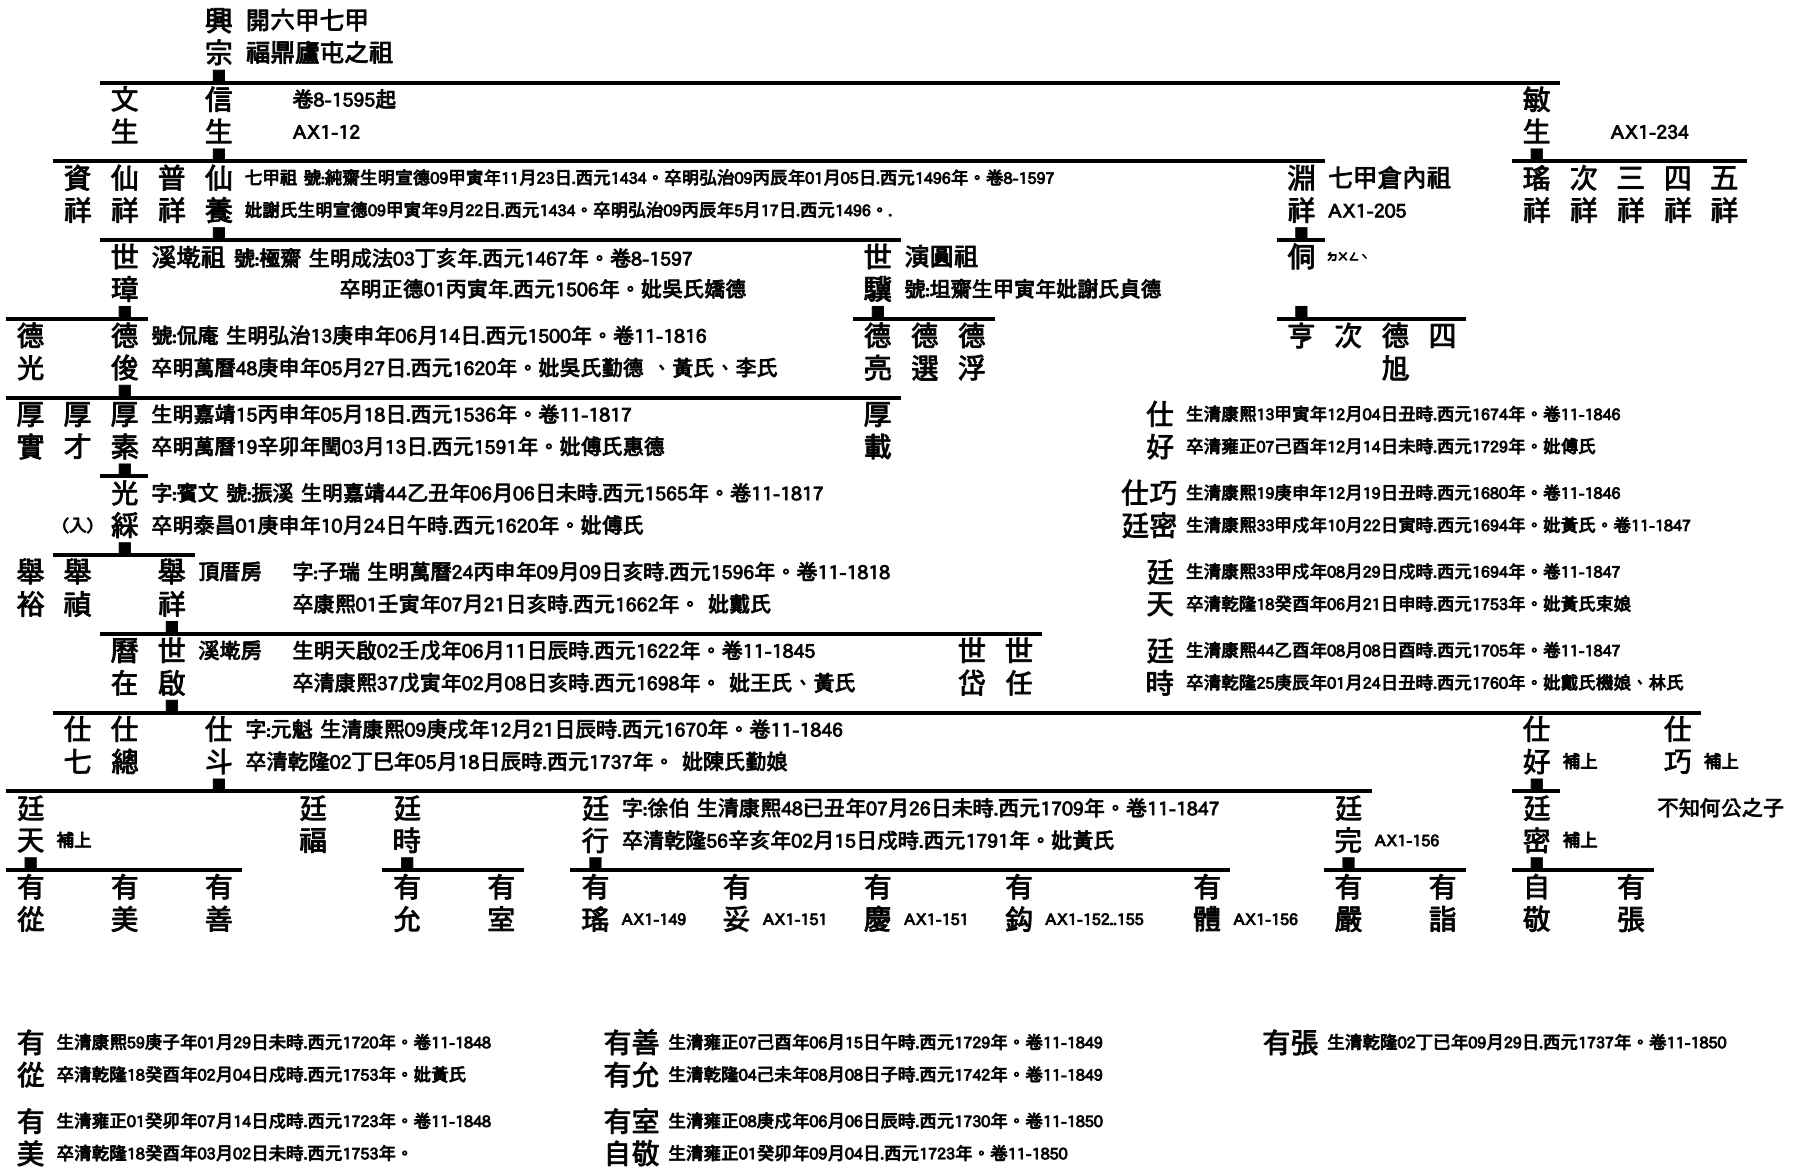 興 開六甲七甲
宗 福鼎廬屯之祖
文 信 卷8-1595起 敏
生 生 AX1-12 生 AX1-234
資 仙 普 仙 七甲祖 號:純齋生明宣德09甲寅年11月23日.西元1434。卒明弘治09丙辰年01月05日.西元1496年。卷8-1597 淵 七甲倉內祖 瑤 次 三 四 五
祥 祥 祥 養 妣謝氏生明宣德09甲寅年9月22日.西元1434。卒明弘治09丙辰年5月17日.西元1496。. 祥 AX1-205 祥 祥 祥 祥 祥
世 溪墘祖 號:極齋 生明成法03丁亥年.西元1467年。卷8-1597 世 演圓祖 侗 ㄉㄨㄥˋ
璋 卒明正德01丙寅年.西元1506年。妣吳氏嬌德 驥 號:坦齋生甲寅年妣謝氏貞德
德 德 號:侃庵 生明弘治13庚申年06月14日.西元1500年。卷11-1816 德 德 德 亨 次 德 四
光 俊 卒明萬曆48庚申年05月27日.西元1620年。妣吳氏勤德 、黃氏、李氏 亮 選 浮 旭
厚 厚 厚 生明嘉靖15丙申年05月18日.西元1536年。卷11-1817 厚 仕 生清康熙13甲寅年12月04日丑時.西元1674年。卷11-1846
實 才 素 卒明萬曆19辛卯年閏03月13日.西元1591年。妣傅氏惠德 載 好 卒清雍正07己酉年12月14日未時.西元1729年。妣傅氏
光 字:賓文 號:振溪 生明嘉靖44乙丑年06月06日未時.西元1565年。卷11-1817 仕巧 生清康熙19庚申年12月19日丑時.西元1680年。卷11-1846
(入) 綵 卒明泰昌01庚申年10月24日午時.西元1620年。妣傅氏 廷密 生清康熙33甲戍年10月22日寅時.西元1694年。妣黃氏。卷11-1847
舉 舉 舉 頂厝房 字:子瑞 生明萬曆24丙申年09月09日亥時.西元1596年。卷11-1818 廷 生清康熙33甲戍年08月29日戍時.西元1694年。卷11-1847
裕 禎 祥 卒康熙01壬寅年07月21日亥時.西元1662年。 妣戴氏 天 卒清乾隆18癸酉年06月21日申時.西元1753年。妣黃氏束娘
曆 世 溪墘房 生明天啟02壬戊年06月11日辰時.西元1622年。卷11-1845 世 世 廷 生清康熙44乙酉年08月08日酉時.西元1705年。卷11-1847
在 啟 卒清康熙37戊寅年02月08日亥時.西元1698年。 妣王氏、黃氏 岱 任 時 卒清乾隆25庚辰年01月24日丑時.西元1760年。妣戴氏機娘、林氏
仕 仕 仕 字:元魁 生清康熙09庚戌年12月21日辰時.西元1670年。卷11-1846 仕 仕
七 總 斗 卒清乾隆02丁巳年05月18日辰時.西元1737年。 妣陳氏勤娘 好 補上 巧 補上
廷 廷 廷 廷 字:徐伯 生清康熙48已丑年07月26日未時.西元1709年。卷11-1847 廷 廷 不知何公之子
天 補上 福 時 行 卒清乾隆56辛亥年02月15日戍時.西元1791年。妣黃氏 完 AX1-156 密 補上
有 有 有 有 有 有 有 有 有 有 有 有 自 有
從 美 善 允 室 瑤 AX1-149 妥 AX1-151 慶 AX1-151 鈎 AX1-152..155 體 AX1-156 嚴 詣 敬 張
有 生清康熙59庚子年01月29日未時.西元1720年。卷11-1848 有善 生清雍正07己酉年06月15日午時.西元1729年。卷11-1849 有張 生清乾隆02丁已年09月29日.西元1737年。卷11-1850
從 卒清乾隆18癸酉年02月04日戍時.西元1753年。妣黃氏 有允 生清乾隆04己未年08月08日子時.西元1742年。卷11-1849
有 生清雍正01癸卯年07月14日戍時.西元1723年。卷11-1848 有室 生清雍正08庚戍年06月06日辰時.西元1730年。卷11-1850
美 卒清乾隆18癸酉年03月02日未時.西元1753年。 自敬 生清雍正01癸卯年09月04日.西元1723年。卷11-1850